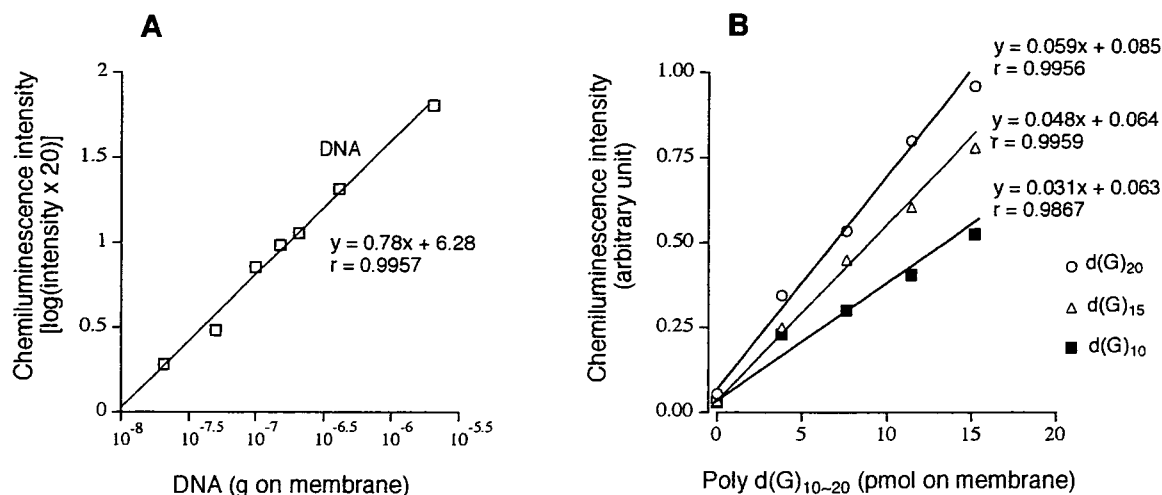 A
Chemiluminescence intensity
[log(intensity x 20)]
2
1.5
1
0.5
0
DNA
y = 0.78x + 6.28
r = 0.9957
10^-8
10^-7.5
10^-7
10^-6.5
10^-6
10^-5.5
DNA (g on membrane)
B
Chemiluminescence intensity
(arbitrary unit)
1.00
0.75
0.50
0.25
0.00
y = 0.059x + 0.085
r = 0.9956
y = 0.048x + 0.064
r = 0.9959
y = 0.031x + 0.063
r = 0.9867
d(G)20
d(G)15
d(G)10
0
5
10
15
20
Poly d(G)10~20 (pmol on membrane)